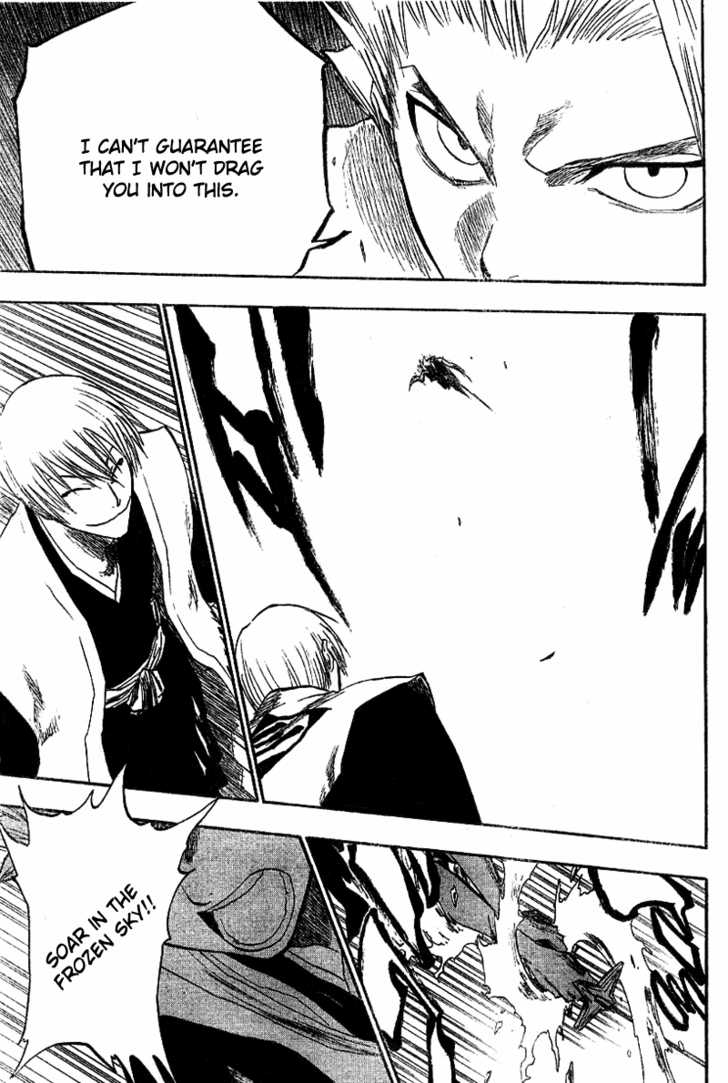 I CAN'T GUARANTEE
THAT I WON'T DRAG
YOU INTO THIS.
SOAR IN THE
FROZEN SKY!!